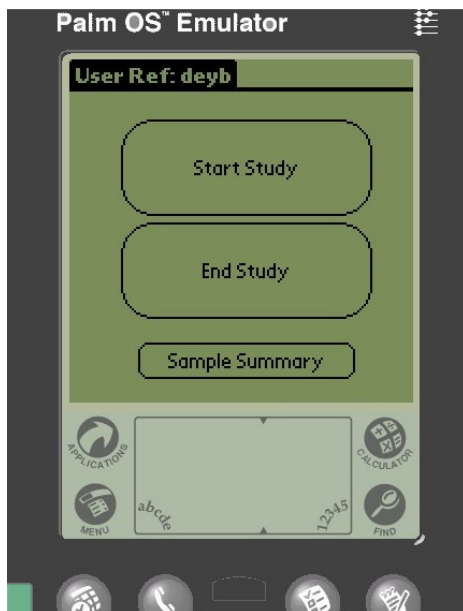 Palm OS™ Emulator
User Ref: deyb
Start Study
End Study
Sample Summary
APPLICATIONS
CALCULATOR
MENU
abcde
12345
FIND